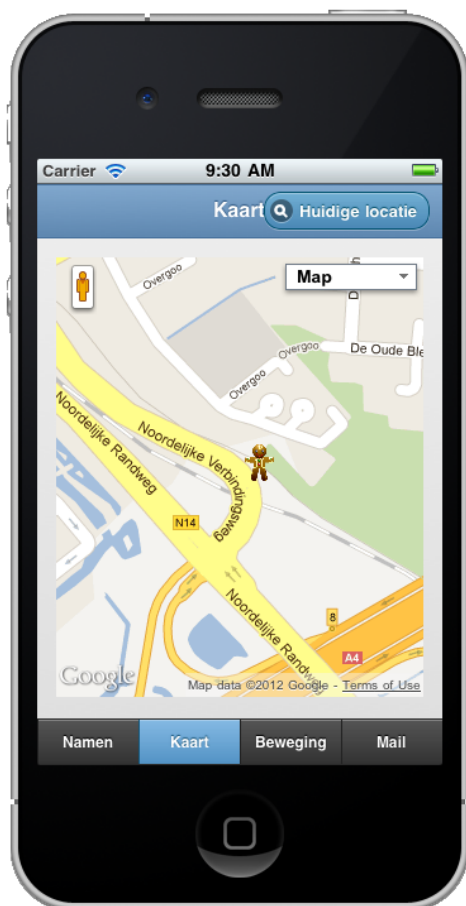 Carrier 9:30 AM
Kaart Huidige locatie
Map
Overgoo
D
Overgoo
De Oude Ble
Overgoo
Noordelijke Randweg
Noordelijke Verbindingsweg
N14
Noordelijke Randweg
8
A4
Google
Map data ©2012 Google - Terms of Use
Namen Kaart Beweging Mail